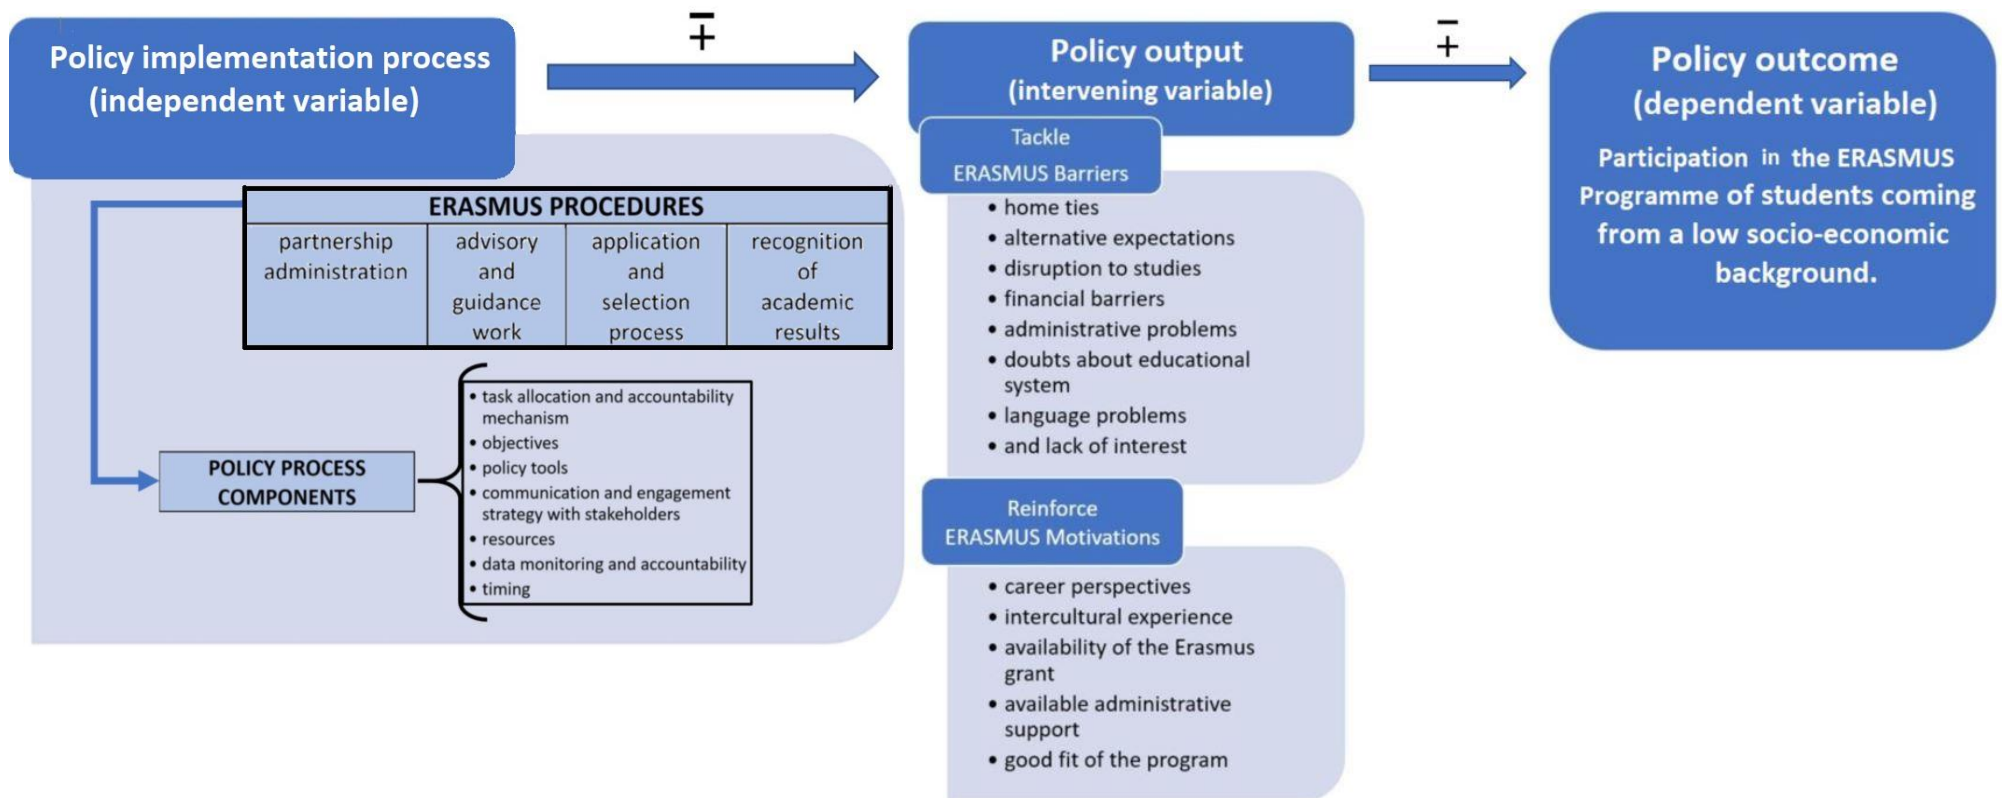 Policy implementation process
(independent variable)
ERASMUS PROCEDURES
partnership
administration
advisory
and
guidance
work
application
and
selection
process
recognition
of
academic
results
POLICY PROCESS
COMPONENTS
• task allocation and accountability
mechanism
• objectives
• policy tools
• communication and engagement
strategy with stakeholders
• resources
• data monitoring and accountability
• timing
−
+
Policy output
(intervening variable)
Tackle
ERASMUS Barriers
• home ties
• alternative expectations
• disruption to studies
• financial barriers
• administrative problems
• doubts about educational
system
• language problems
• and lack of interest
Reinforce
ERASMUS Motivations
• career perspectives
• intercultural experience
• availability of the Erasmus
grant
• available administrative
support
• good fit of the program
−
+
Policy outcome
(dependent variable)
Participation in the ERASMUS
Programme of students coming
from a low socio-economic
background.